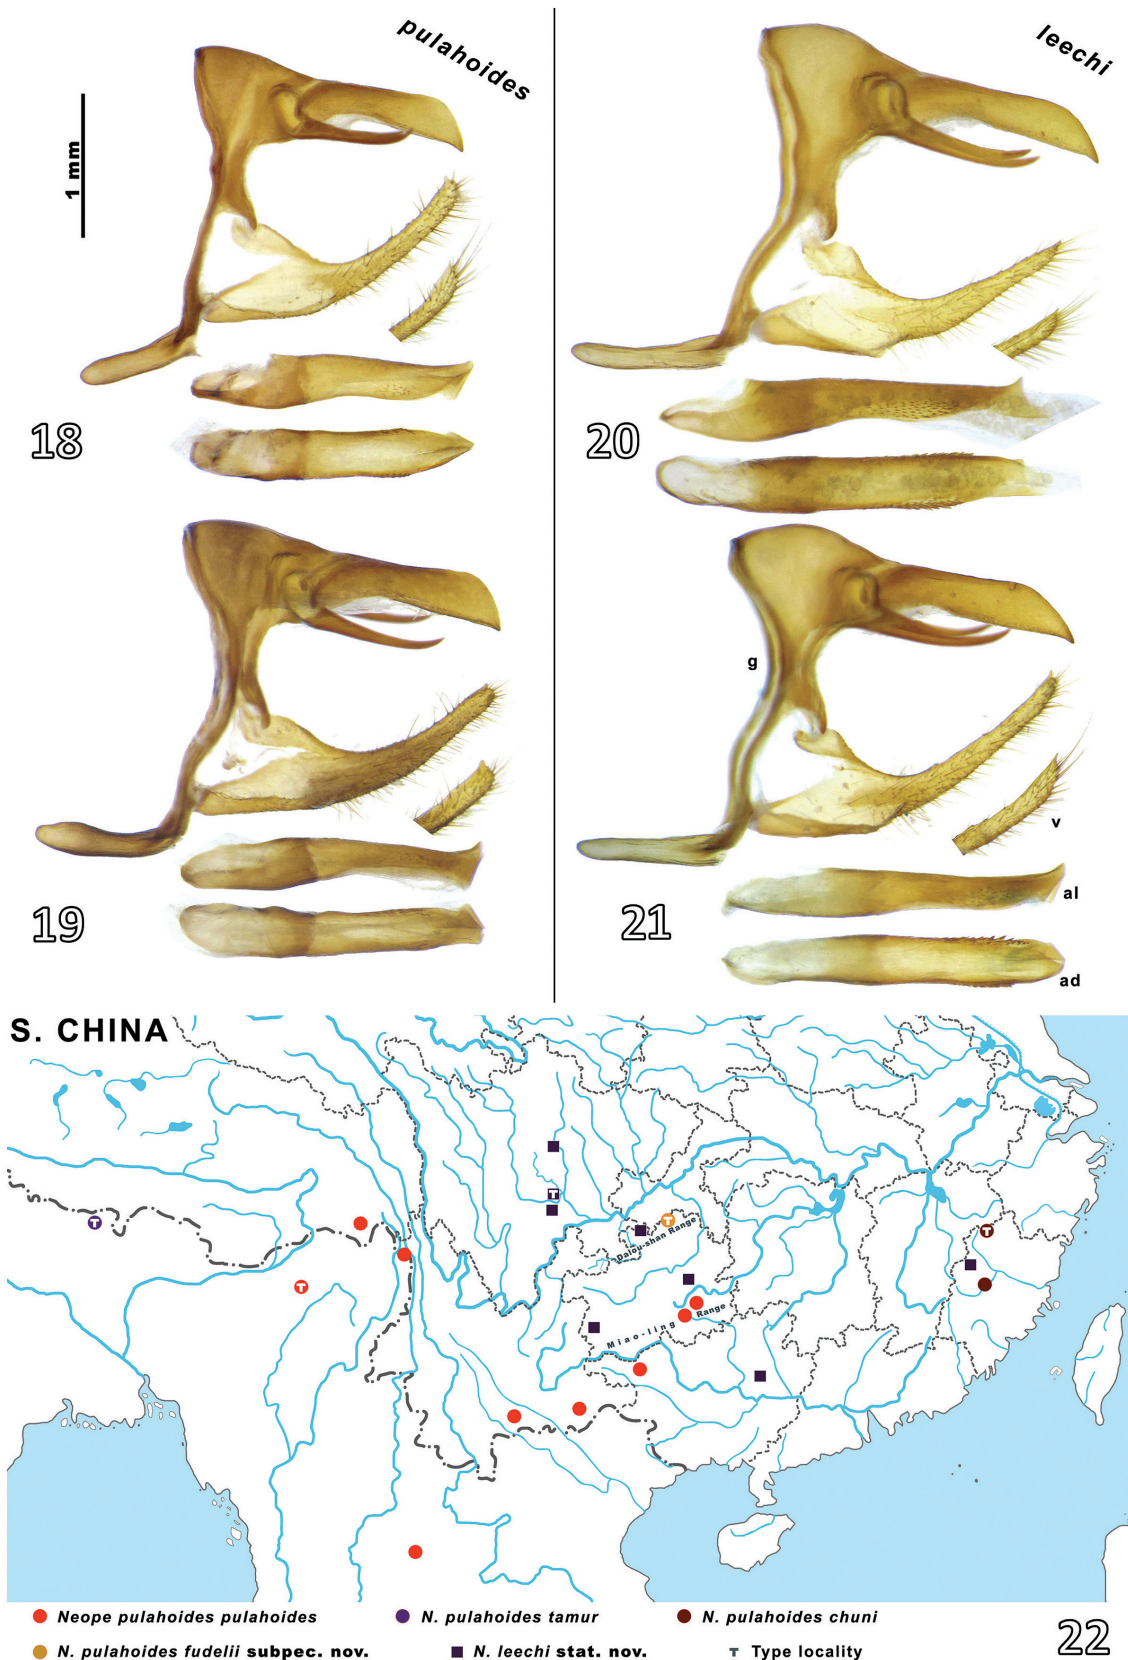 pulahoides
leechi
1 mm
18
20
g
v
19
21
al
ad
S. CHINA
T
T
T
Dalou-shan Range
T
T
Miao-ling Range
Neope pulahoides pulahoides
N. pulahoides tamur
N. pulahoides chuni
N. pulahoides fudelii subpec. nov.
N. leechi stat. nov.
T Type locality
22